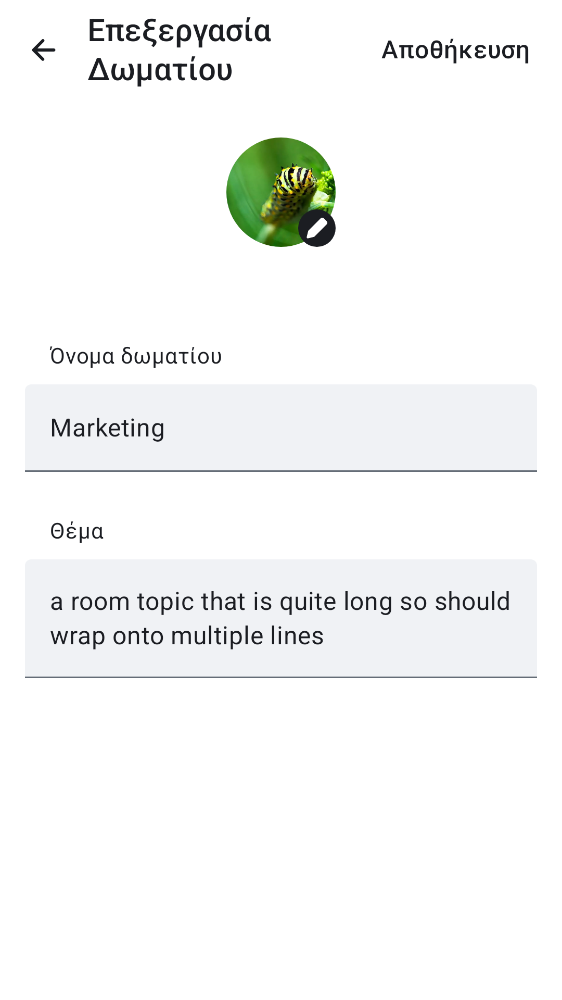 Επεξεργασία
Δωματίου
Αποθήκευση
Όνομα δωματίου
Marketing
Θέμα
a room topic that is quite long so should
wrap onto multiple lines